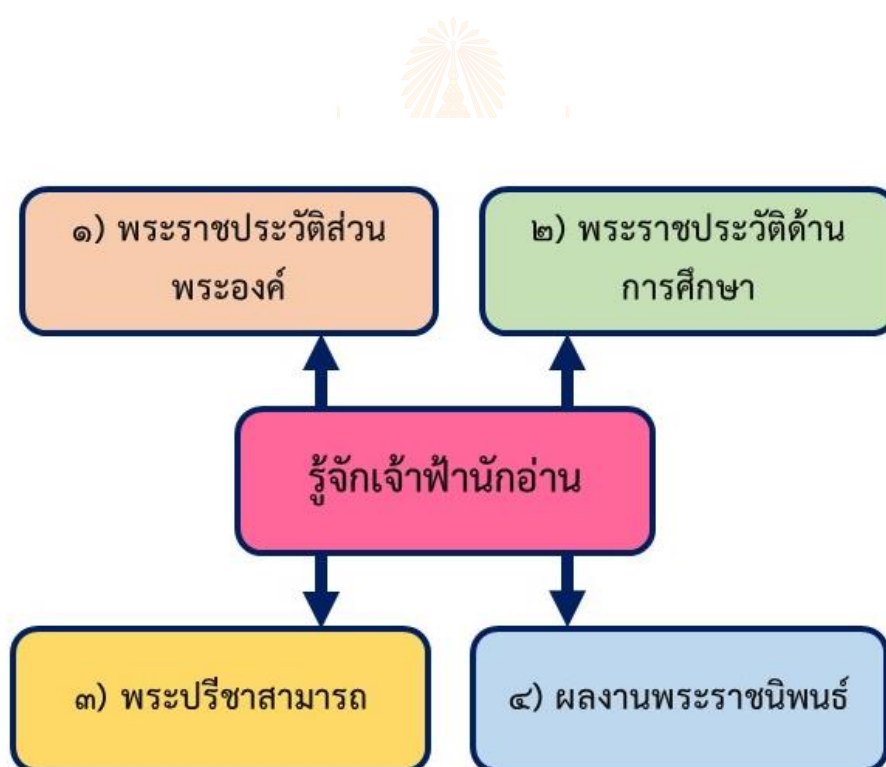 ๑) พระราชประวัติส่วน
พระองค์
๒) พระราชประวัติด้าน
การศึกษา
รู้จักเจ้าฟ้านักอ่าน
๓) พระปรีชาสามารถ
๔) ผลงานพระราชนิพนธ์